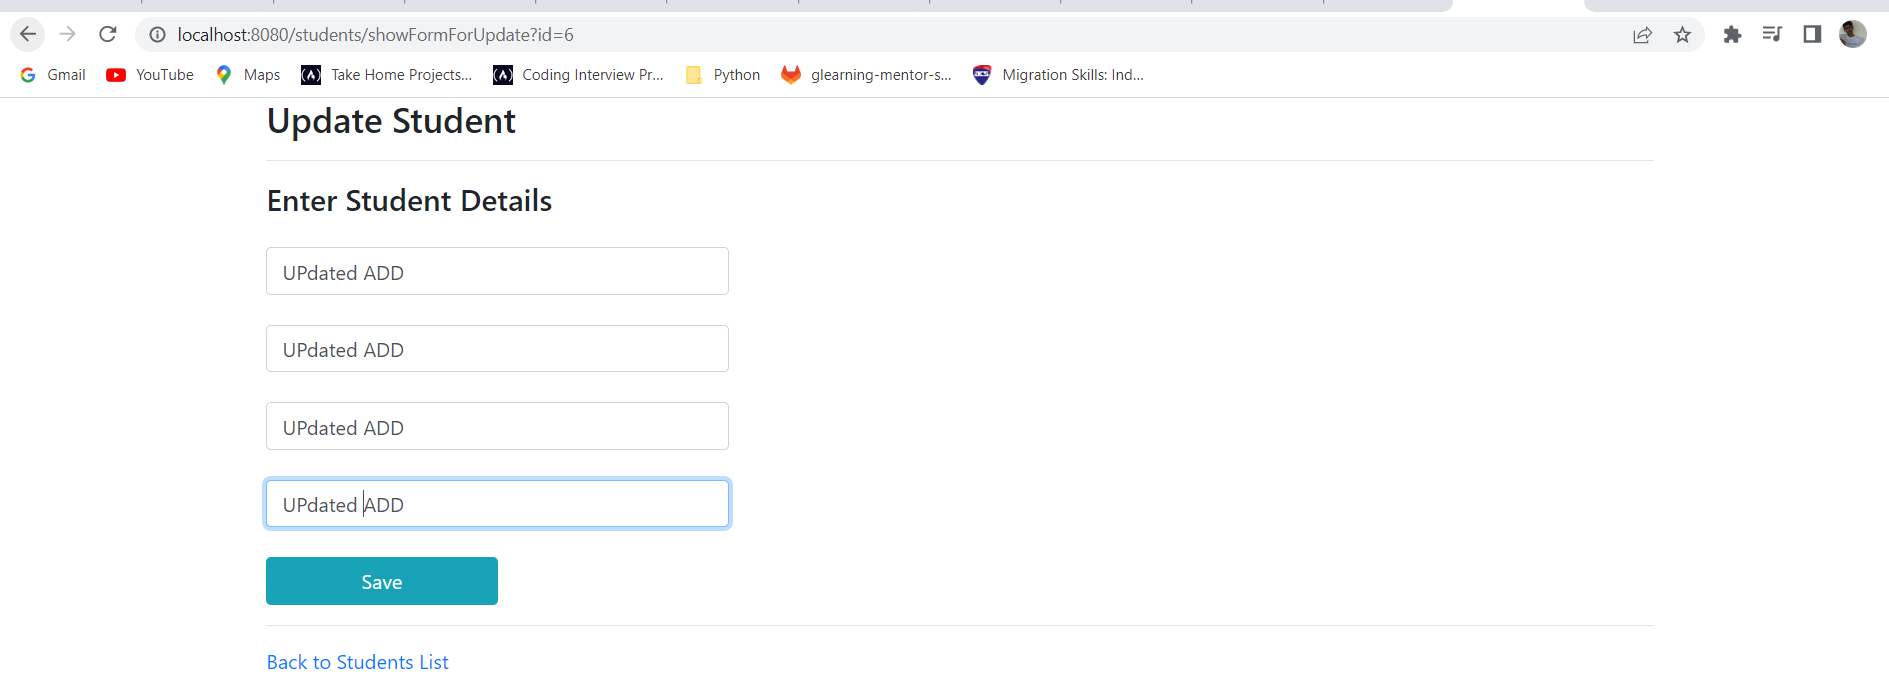 localhost:8080/students/showFormForUpdate?id=6
Gmail YouTube Maps Take Home Projects... Coding Interview Pr... Python glearning-mentor-s... Migration Skills: Ind...
Update Student
Enter Student Details
UPdated ADD
UPdated ADD
UPdated ADD
UPdated ADD
Save
Back to Students List